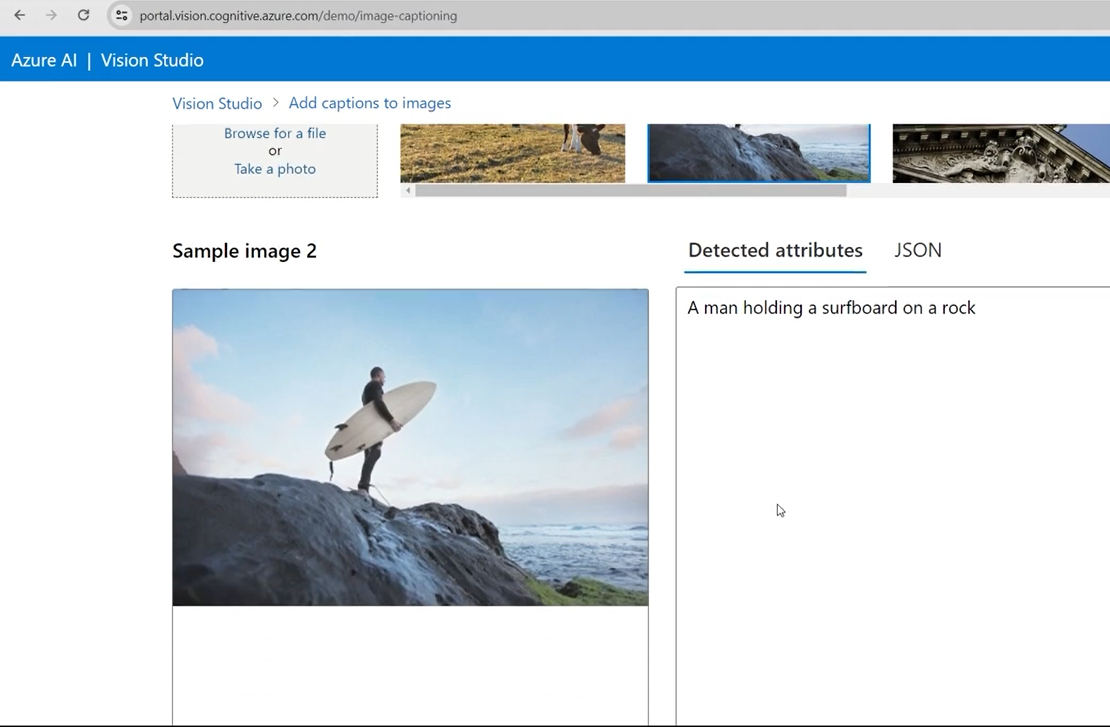 portal.vision.cognitive.azure.com/demo/image-captioning
Azure AI | Vision Studio
Vision Studio > Add captions to images
Browse for a file
or
Take a photo
Sample image 2
Detected attributes JSON
A man holding a surfboard on a rock